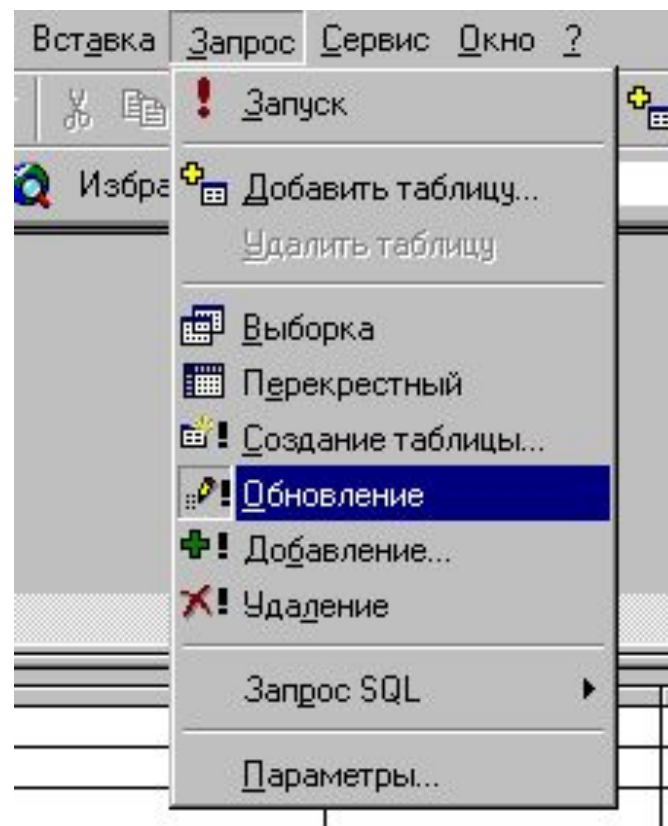 Вставка Запрос Сервис Окно ?
Запуск
Избра
Добавить таблицу...
Удалить таблицу
Выборка
Перекрестный
Создание таблицы...
Обновление
Добавление...
Удаление
Запрос SQL
Параметры...